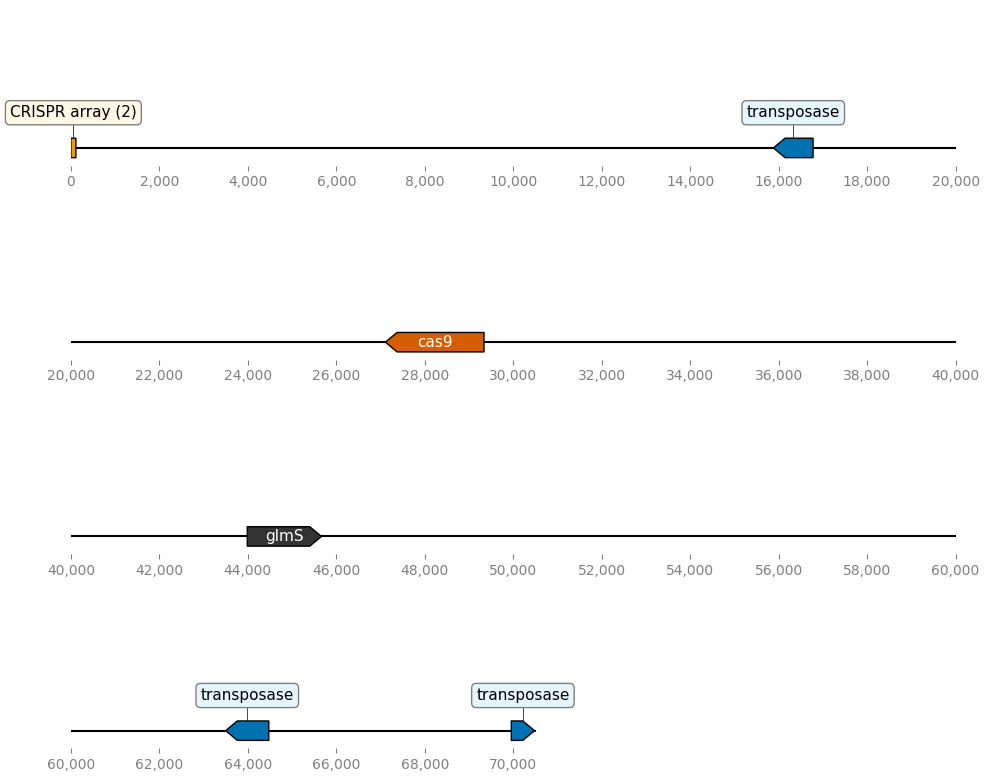 CRISPR array (2) transposase
0 2,000 4,000 6,000 8,000 10,000 12,000 14,000 16,000 18,000 20,000
cas9
20,000 22,000 24,000 26,000 28,000 30,000 32,000 34,000 36,000 38,000 40,000
glmS
40,000 42,000 44,000 46,000 48,000 50,000 52,000 54,000 56,000 58,000 60,000
transposase transposase
60,000 62,000 64,000 66,000 68,000 70,000